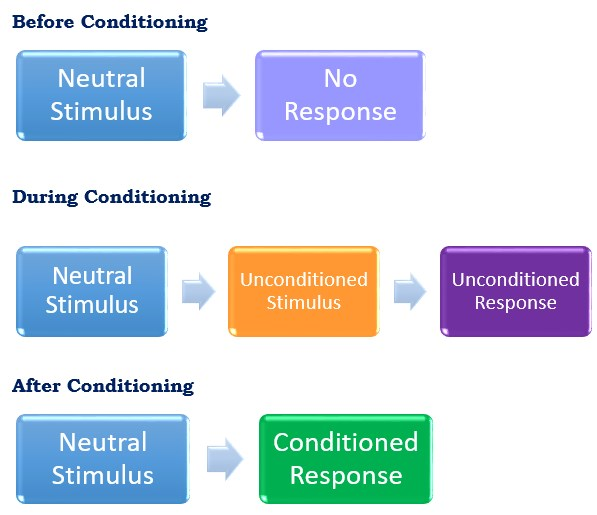 Before Conditioning
Neutral
Stimulus
No
Response
During Conditioning
Neutral
Stimulus
Unconditioned
Stimulus
Unconditioned
Response
After Conditioning
Neutral
Stimulus
Conditioned
Response